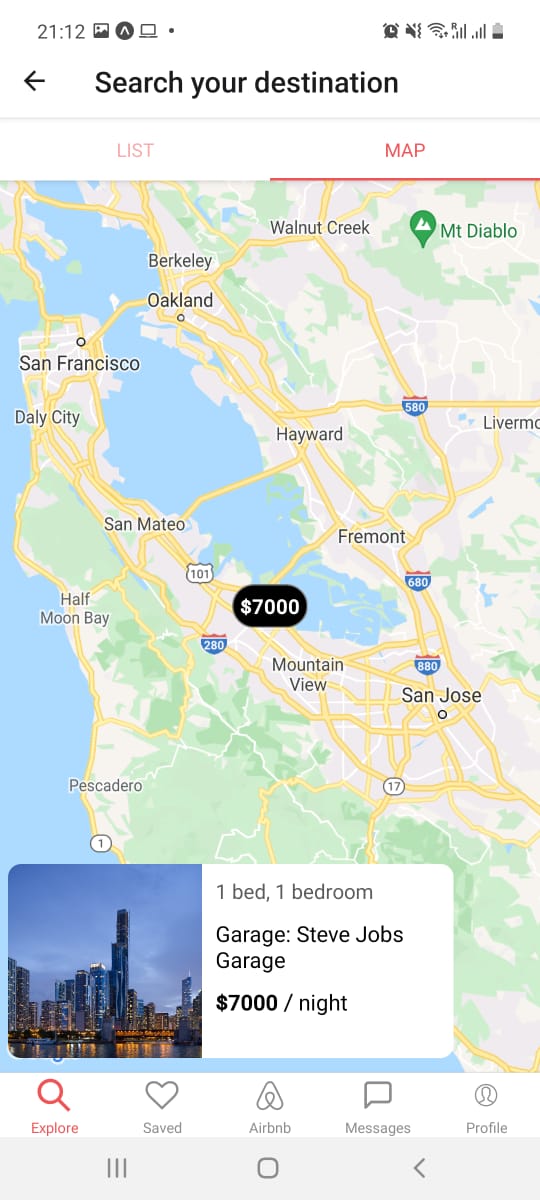 21:12
Search your destination
LIST
MAP
Walnut Creek
Mt Diablo
Berkeley
Oakland
San Francisco
580
Daly City
Livermo
Hayward
San Mateo
Fremont
101
680
Half
Moon Bay
$7000
280
Mountain
View
880
San Jose
Pescadero
17
1
1 bed, 1 bedroom
Garage: Steve Jobs
Garage
$7000 / night
Explore
Saved
Airbnb
Messages
Profile